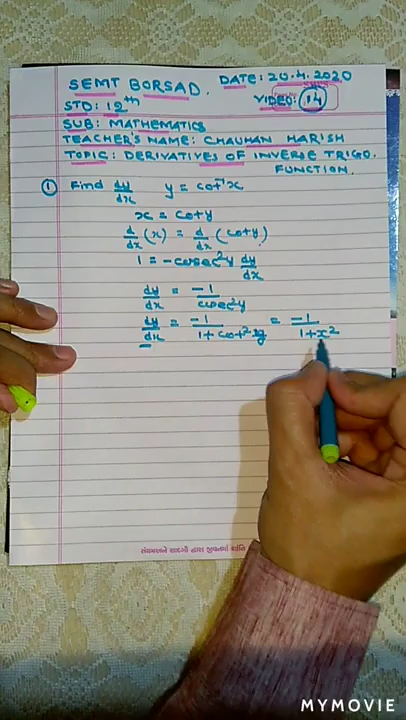 SEMT BORSAD.
DATE: 20.4.2020
STD: 12th
VIDEO: 14
SUB: MATHEMATICS
TEACHER'S NAME: CHAUHAN HARISH
TOPIC: DERIVATIVES OF INVERSE TRIGO. FUNCTION.
① Find dy/dx y = cot⁻¹x
x = coty
d/dx (x) = d/dx (coty)
1 = -cosec²y dy/dx
dy/dx = -1/cosec²y
dy/dx = -1/1+cot²y = -1/1+x²
MYMOVIE